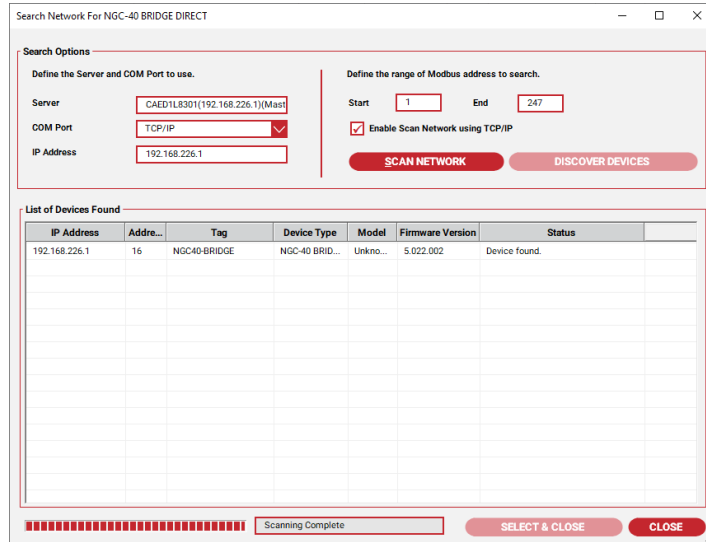 Search Network For NGC-40 BRIDGE DIRECT
Search Options
Define the Server and COM Port to use.
Define the range of Modbus address to search.
Server CAED1L8301(192.168.226.1)(Mast
Start 1 End 247
COM Port TCP/IP
Enable Scan Network using TCP/IP
IP Address 192.168.226.1
SCAN NETWORK DISCOVER DEVICES
List of Devices Found
IP Address Addre... Tag Device Type Model Firmware Version Status
192.168.226.1 16 NGC40-BRIDGE NGC-40 BRID... Unkno... 5.022.002 Device found.
Scanning Complete SELECT & CLOSE CLOSE